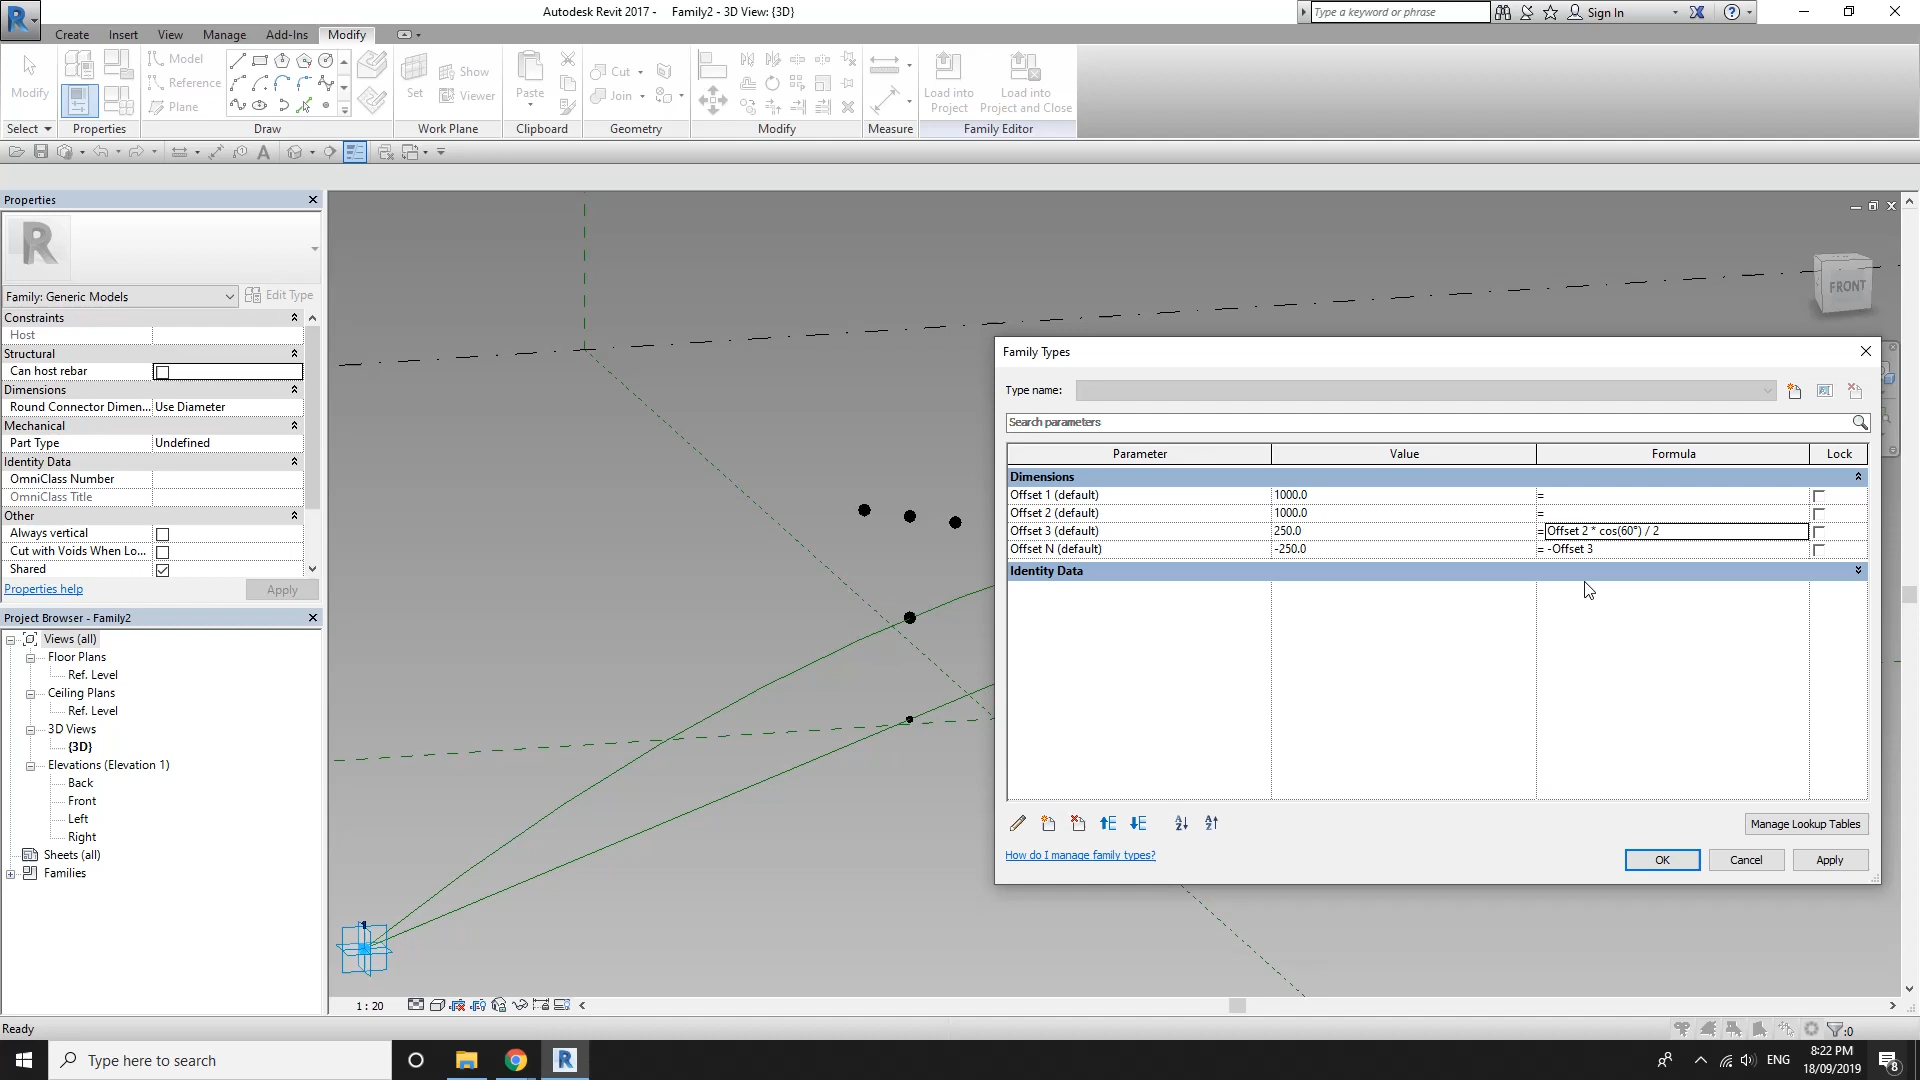 Autodesk Revit 2017 - Family2 - 3D View: {3D}
Type a keyword or phrase
Sign In
Create Insert View Manage Add-Ins Modify
Modify
Model
Reference
Plane
Set
Show
Viewer
Paste
Cut
Join
Load into
Project
Load into
Project and Close
Select Properties Draw Work Plane Clipboard Geometry Modify Measure Family Editor
Properties
Family: Generic Models
Edit Type
Constraints
Host
Structural
Can host rebar
Dimensions
Round Connector Dimen... Use Diameter
Mechanical
Part Type Undefined
Identity Data
OmniClass Number
OmniClass Title
Other
Always vertical
Cut with Voids When Lo...
Shared
Properties help
Apply
Project Browser - Family2
Views (all)
Floor Plans
Ref. Level
Ceiling Plans
Ref. Level
3D Views
{3D}
Elevations (Elevation 1)
Back
Front
Left
Right
Sheets (all)
Families
FRONT
1
Family Types
Type name:
Search parameters
Parameter Value Formula Lock
Dimensions
Offset 1 (default) 1000.0 =
Offset 2 (default) 1000.0 =
Offset 3 (default) 250.0 = Offset 2 * cos(60°) / 2
Offset N (default) -250.0 = -Offset 3
Identity Data
Manage Lookup Tables
How do I manage family types?
OK
Cancel
Apply
1 : 20
Ready
:0
Type here to search
ENG
8:22 PM
18/09/2019
8